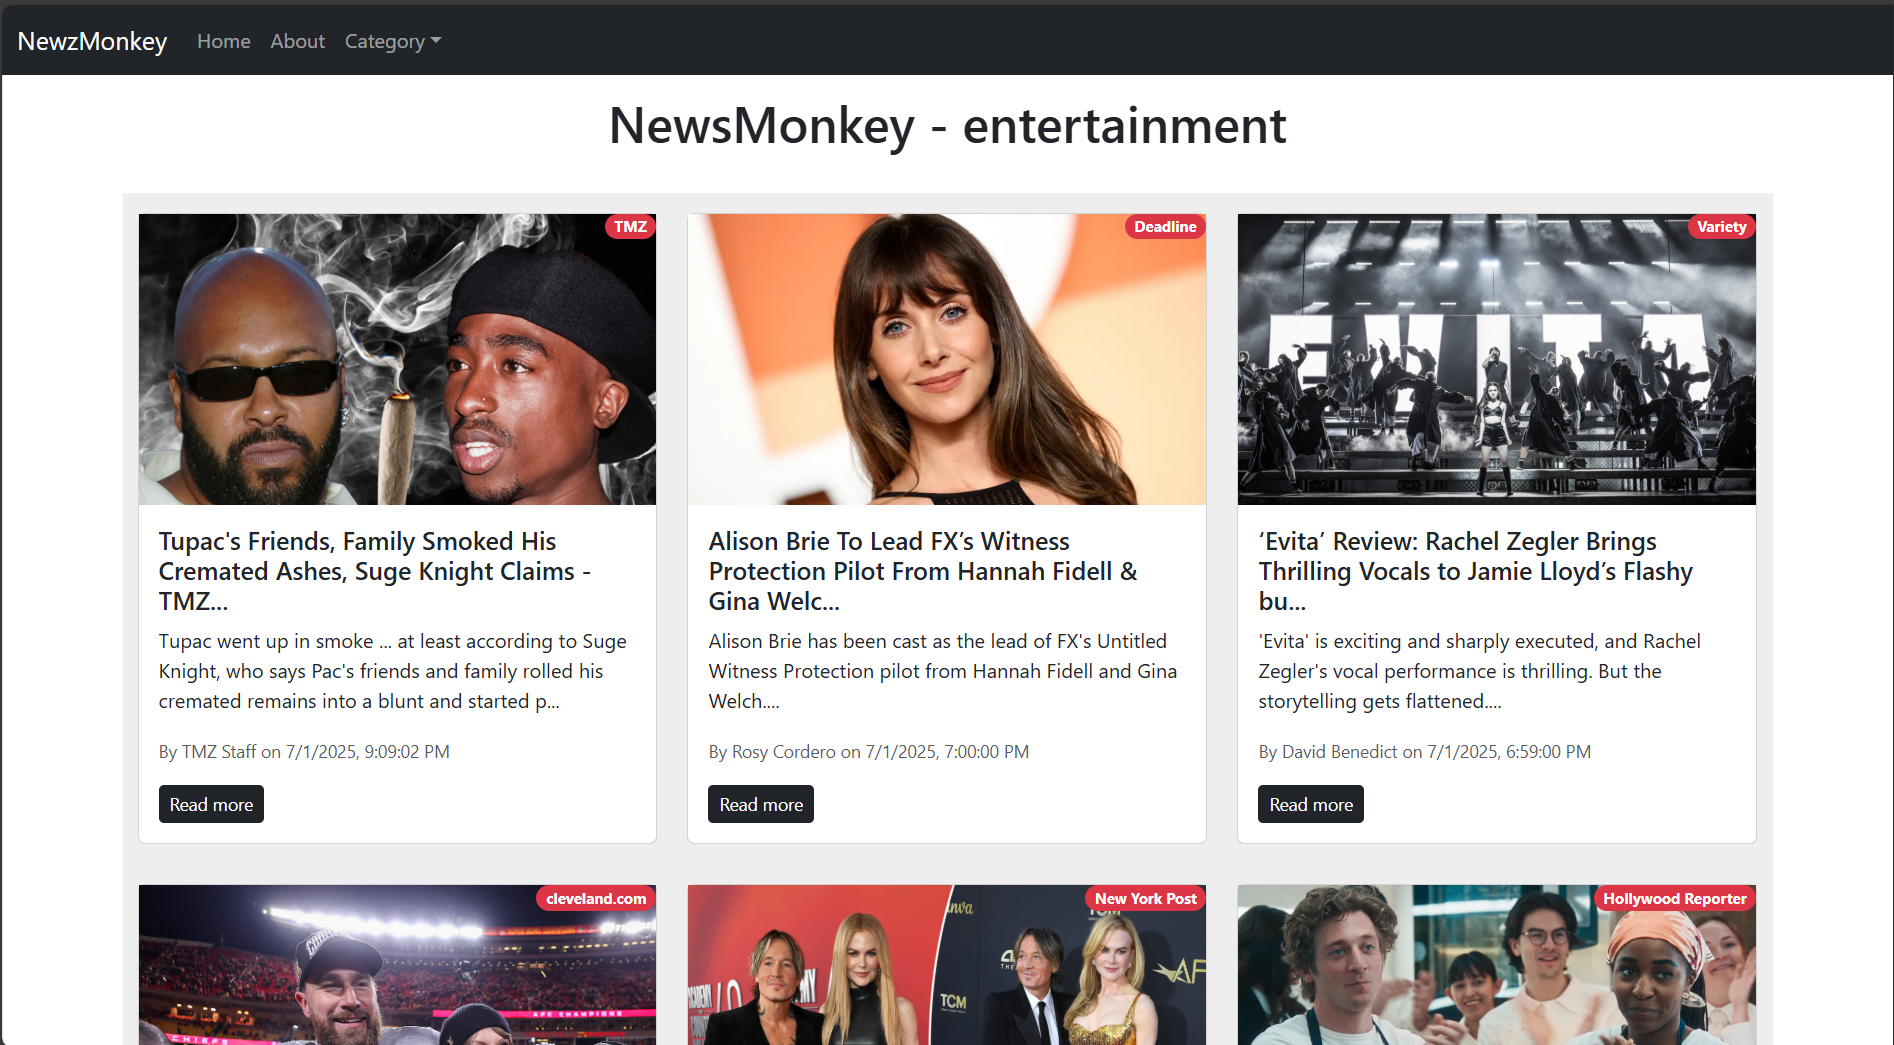 NewzMonkey Home About Category
NewsMonkey - entertainment
TMZ
Tupac's Friends, Family Smoked His
Cremated Ashes, Suge Knight Claims -
TMZ...
Tupac went up in smoke ... at least according to Suge
Knight, who says Pac's friends and family rolled his
cremated remains into a blunt and started p...
By TMZ Staff on 7/1/2025, 9:09:02 PM
Read more
Deadline
Alison Brie To Lead FX’s Witness
Protection Pilot From Hannah Fidell &
Gina Welc...
Alison Brie has been cast as the lead of FX's Untitled
Witness Protection pilot from Hannah Fidell and Gina
Welch....
By Rosy Cordero on 7/1/2025, 7:00:00 PM
Read more
Variety
EVITA
‘Evita’ Review: Rachel Zegler Brings
Thrilling Vocals to Jamie Lloyd’s Flashy
bu...
'Evita' is exciting and sharply executed, and Rachel
Zegler's vocal performance is thrilling. But the
storytelling gets flattened....
By David Benedict on 7/1/2025, 6:59:00 PM
Read more
cleveland.com
AFC CHAMPIONS
CHIEFS
New York Post
TCM
Hollywood Reporter